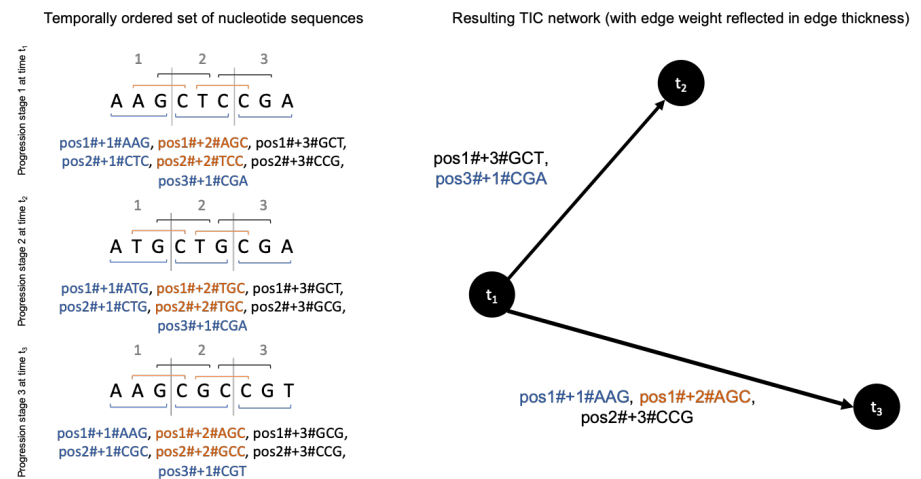 Temporally ordered set of nucleotide sequences
Resulting TIC network (with edge weight reflected in edge thickness)
Progression stage 1 at time t₁
1 2 3
A A G C T C C G A
pos1#+1#AAG, pos1#+2#AGC, pos1#+3#GCT,
pos2#+1#CTC, pos2#+2#TCC, pos2#+3#CCG,
pos3#+1#CGA
Progression stage 2 at time t₂
1 2 3
A T G C T G C G A
pos1#+1#ATG, pos1#+2#TGC, pos1#+3#GCT,
pos2#+1#CTG, pos2#+2#TGC, pos2#+3#GCG,
pos3#+1#CGA
Progression stage 3 at time t₃
1 2 3
A A G C G C C G T
pos1#+1#AAG, pos1#+2#AGC, pos1#+3#GCG,
pos2#+1#CGC, pos2#+2#GCC, pos2#+3#CCG,
pos3#+1#CGT
t₂
pos1#+3#GCT,
pos3#+1#CGA
t₁
pos1#+1#AAG, pos1#+2#AGC,
pos2#+3#CCG
t₃